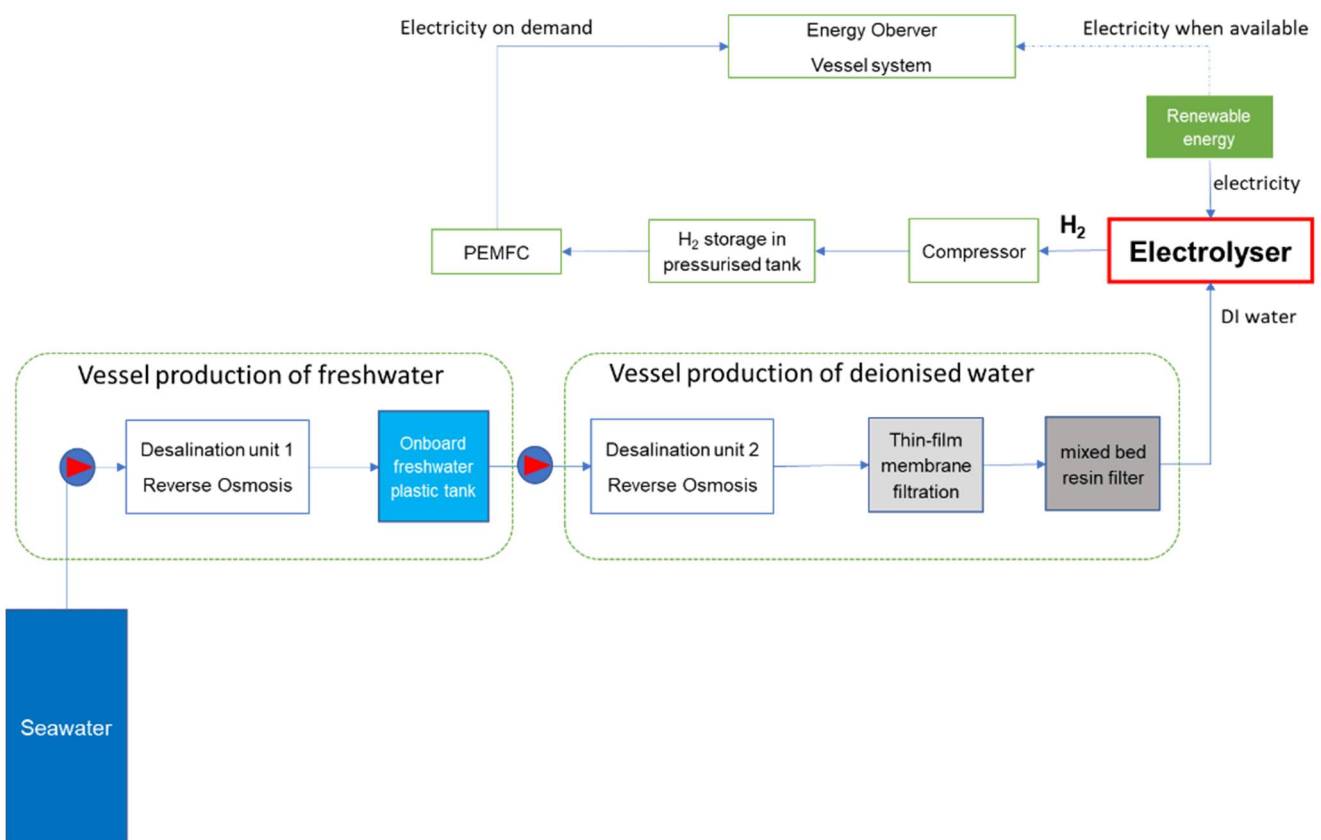 Electricity on demand
Energy Oberver
Vessel system
Electricity when available
Renewable
energy
electricity
PEMFC
H₂ storage in
pressurised tank
Compressor
H₂
Electrolyser
DI water
Vessel production of freshwater
Desalination unit 1
Reverse Osmosis
Onboard
freshwater
plastic tank
Vessel production of deionised water
Desalination unit 2
Reverse Osmosis
Thin-film
membrane
filtration
mixed bed
resin filter
Seawater